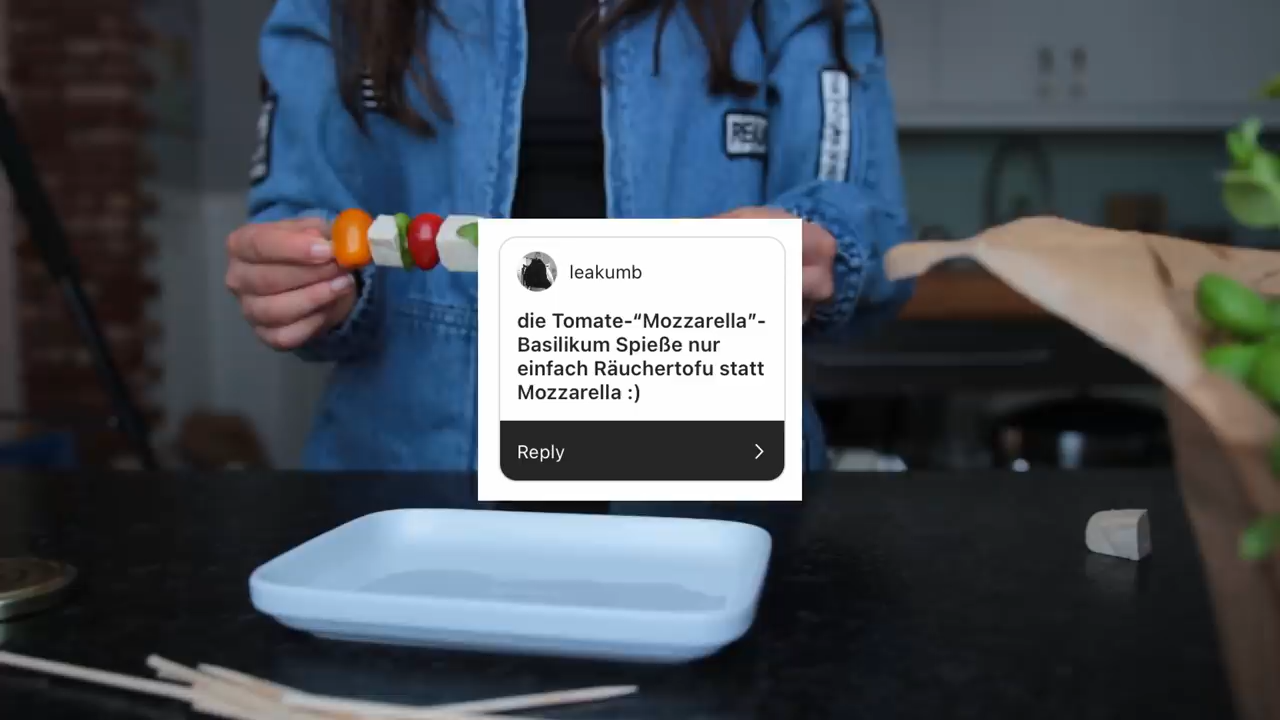 leakumb
die Tomate-“Mozzarella”-
Basilikum Spieße nur
einfach Räuchertofu statt
Mozzarella :)
Reply